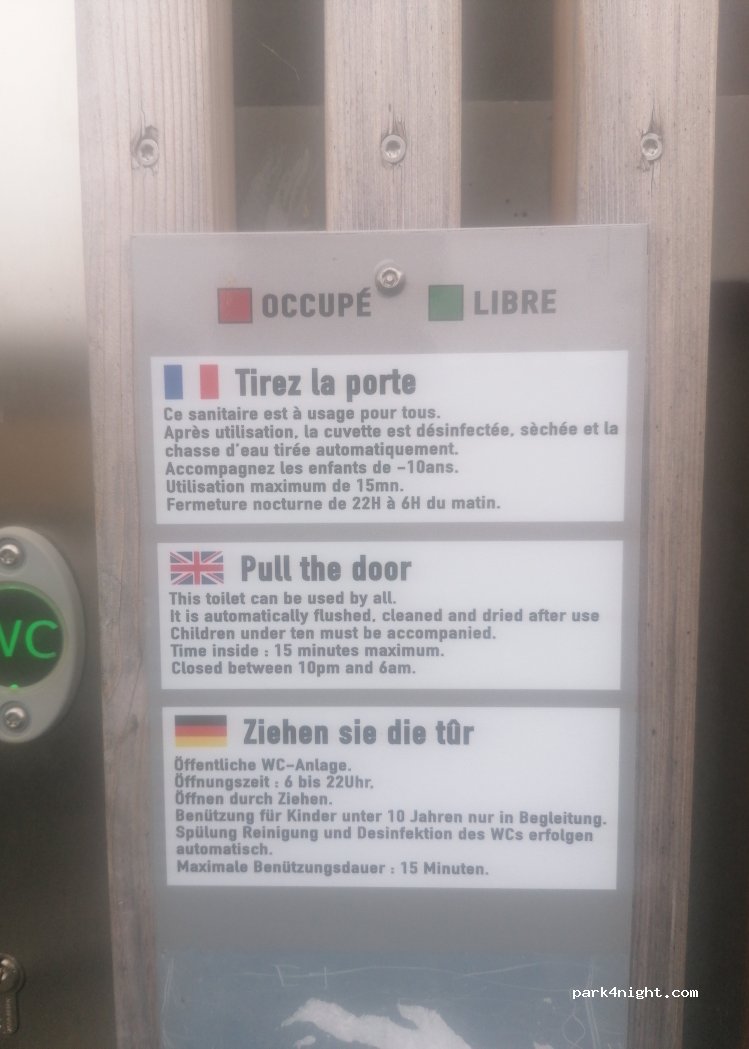 OCCUPÉ LIBRE
Tirez la porte
Ce sanitaire est à usage pour tous.
Après utilisation, la cuvette est désinfectée, sèchée et la
chasse d'eau tirée automatiquement.
Accompagnez les enfants de -10ans.
Utilisation maximum de 15mn.
Fermeture nocturne de 22H à 6H du matin.
WC
Pull the door
This toilet can be used by all.
It is automatically flushed, cleaned and dried after use
Children under ten must be accompanied.
Time inside : 15 minutes maximum.
Closed between 10pm and 6am.
Ziehen sie die tûr
Öffentliche WC-Anlage.
Öffnungszeit : 6 bis 22Uhr.
Öffnen durch Ziehen.
Benützung für Kinder unter 10 Jahren nur in Begleitung.
Spülung Reinigung und Desinfektion des WCs erfolgen
automatisch.
Maximale Benützungsdauer : 15 Minuten.
park4night.com